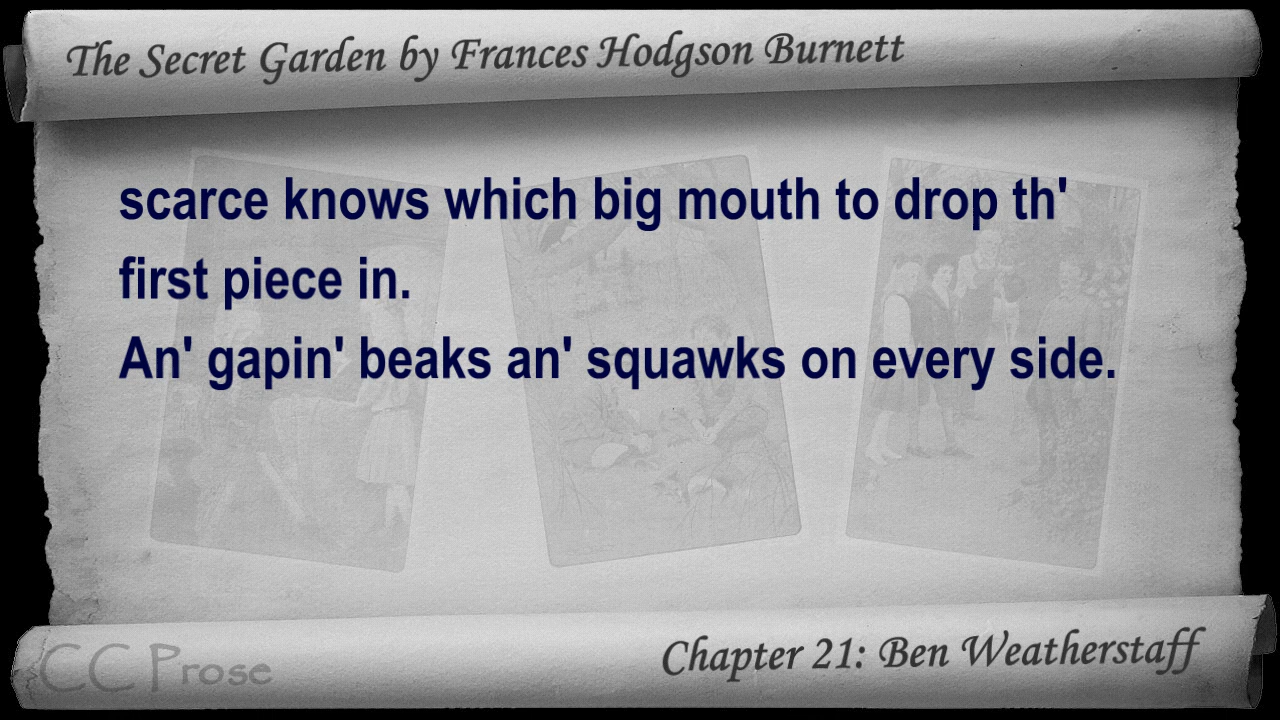 The Secret Garden by Frances Hodgson Burnett
scarce knows which big mouth to drop th'
first piece in.
An' gapin' beaks an' squawks on every side.
CC Prose
Chapter 21: Ben Weatherstaff